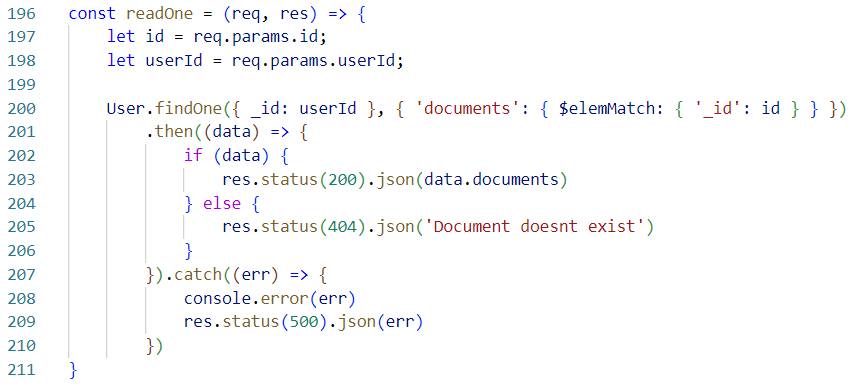 196 const readOne = (req, res) => {
197 let id = req.params.id;
198 let userId = req.params.userId;
199
200 User.findOne({ _id: userId }, { 'documents': { $elemMatch: { '_id': id } } })
201 .then((data) => {
202 if (data) {
203 res.status(200).json(data.documents)
204 } else {
205 res.status(404).json('Document doesnt exist')
206 }
207 }).catch((err) => {
208 console.error(err)
209 res.status(500).json(err)
210 })
211 }